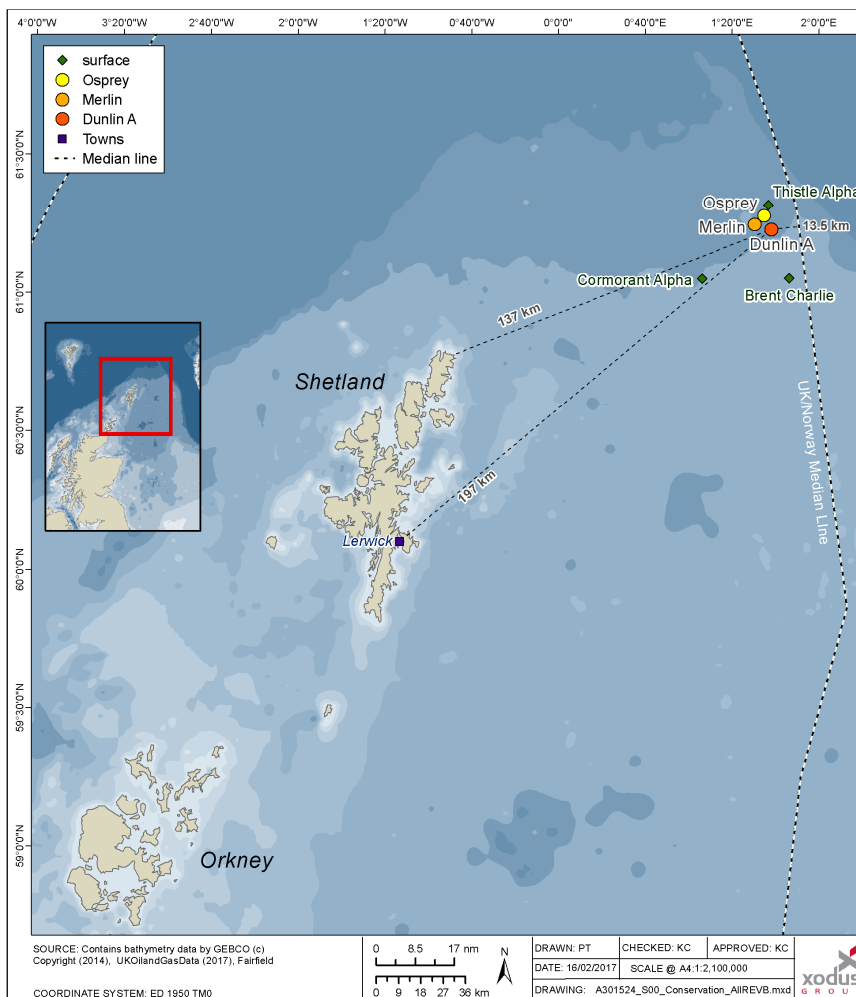 4°0'0"W 3°20'0"W 2°40'0"W 2°0'0"W 1°20'0"W 0°40'0"W 0°0'0" 0°40'0"E 1°20'0"E 2°0'0"E
surface
Osprey
Merlin
Dunlin A
Towns
Median line
61°30'0"N
61°0'0"N
60°30'0"N
60°0'0"N
59°30'0"N
59°0'0"N
Thistle Alpha
Osprey
Merlin
13.5 km
Dunlin A
Cormorant Alpha
Brent Charlie
137 km
Shetland
UK/Norway Median LIne
197 km
Lerwick
Orkney
SOURCE: Contains bathymetry data by GEBCO (c)
Copyright (2014), UKOilandGasData (2017), Fairfield
COORDINATE SYSTEM: ED 1950 TM0
0 8.5 17 nm
0 9 18 27 36 km
N
DRAWN: PT CHECKED: KC APPROVED: KC
DATE: 16/02/2017 SCALE @ A4:1:2,100,000
DRAWING: A301524_S00_Conservation_AllREVB.mxd
xodus
GROU